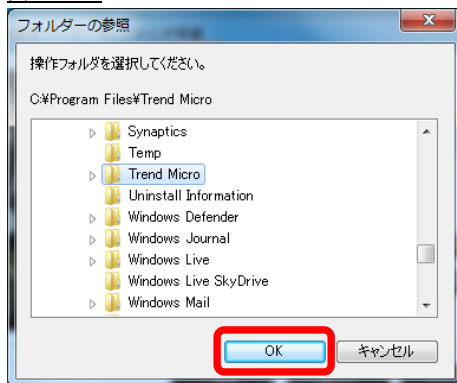 フォルダーの参照
操作フォルダを選択してください。
C:¥Program Files¥Trend Micro
Synaptics
Temp
Trend Micro
Uninstall Information
Windows Defender
Windows Journal
Windows Live
Windows Live SkyDrive
Windows Mail
OK
キャンセル